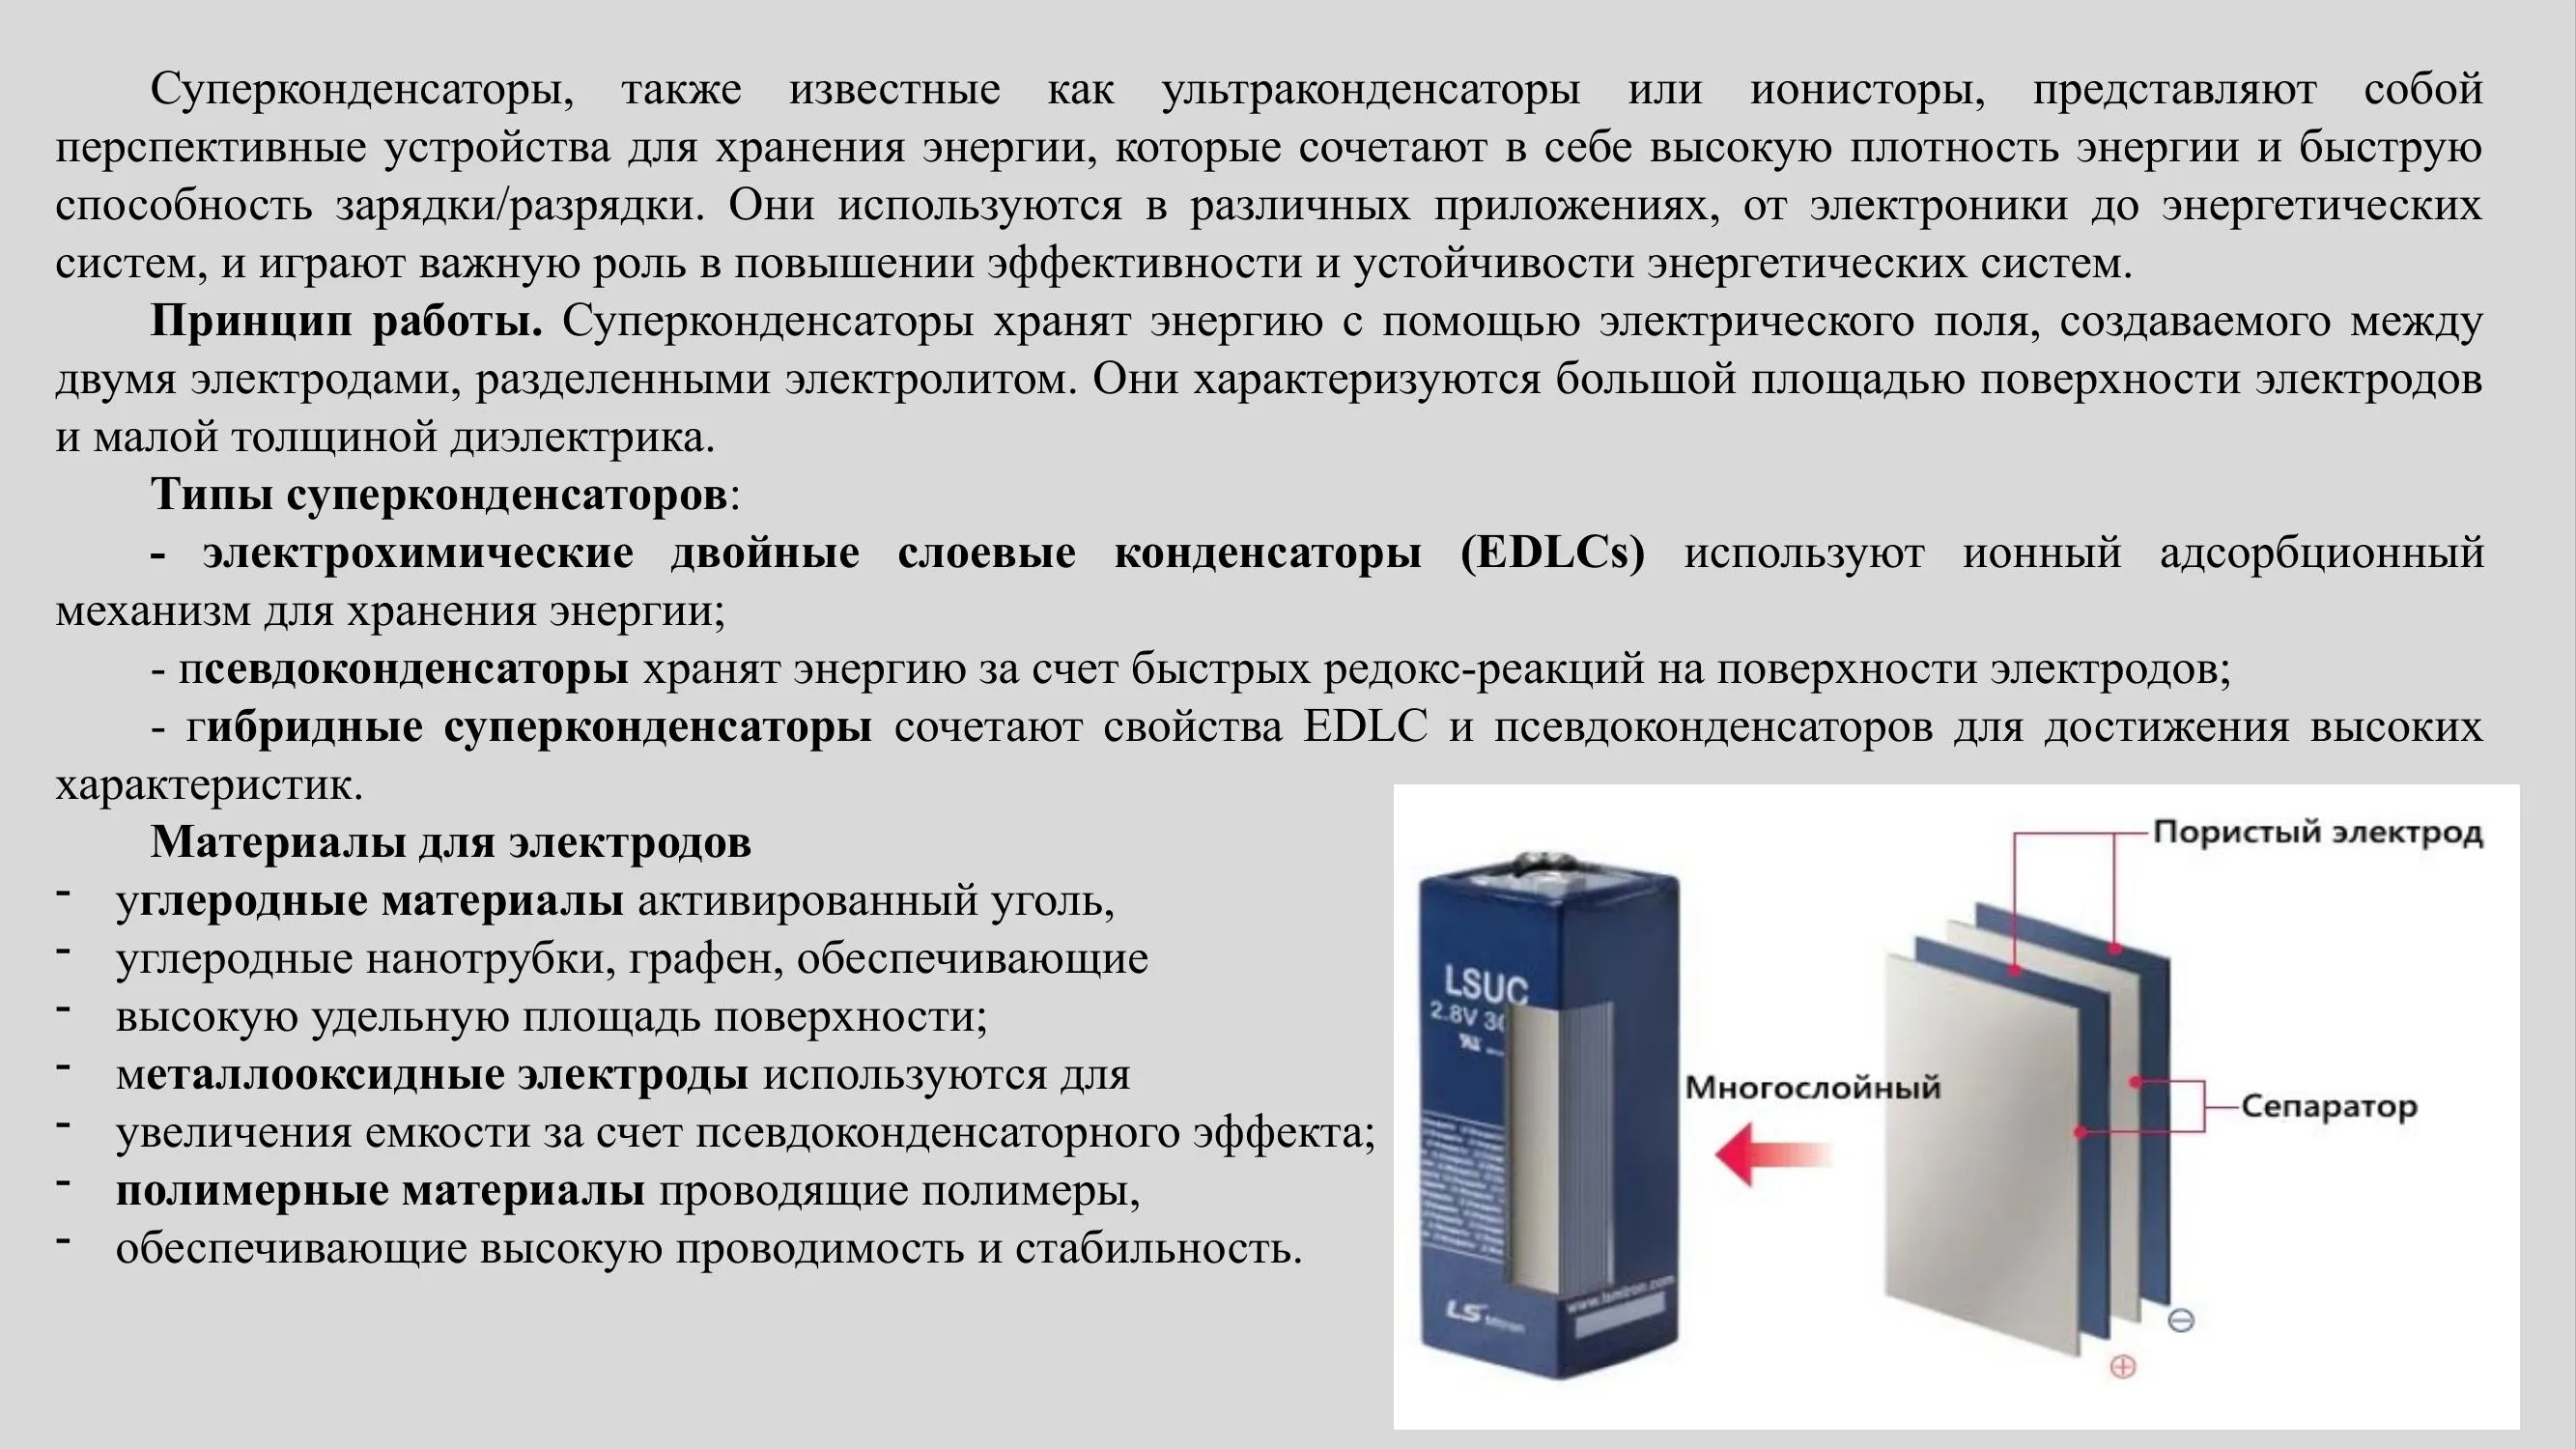 Суперконденсаторы, также известные как ультраконденсаторы или ионисторы, представляют собой
перспективные устройства для хранения энергии, которые сочетают в себе высокую плотность энергии и быструю
способность зарядки/разрядки. Они используются в различных приложениях, от электроники до энергетических
систем, и играют важную роль в повышении эффективности и устойчивости энергетических систем.
Принцип работы. Суперконденсаторы хранят энергию с помощью электрического поля, создаваемого между
двумя электродами, разделенными электролитом. Они характеризуются большой площадью поверхности электродов
и малой толщиной диэлектрика.
Типы суперконденсаторов:
- электрохимические двойные слоевые конденсаторы (EDLCs) используют ионный адсорбционный
механизм для хранения энергии;
- псевдоконденсаторы хранят энергию за счет быстрых редокс-реакций на поверхности электродов;
- гибридные суперконденсаторы сочетают свойства EDLC и псевдоконденсаторов для достижения высоких
характеристик.
Материалы для электродов
- углеродные материалы активированный уголь,
- углеродные нанотрубки, графен, обеспечивающие
- высокую удельную площадь поверхности;
- металлооксидные электроды используются для
- увеличения емкости за счет псевдоконденсаторного эффекта;
- полимерные материалы проводящие полимеры,
- обеспечивающие высокую проводимость и стабильность.
Пористый электрод
LSUC
2.8V
Многослойный
Сепаратор
www.lsmtron.com
LS mtron